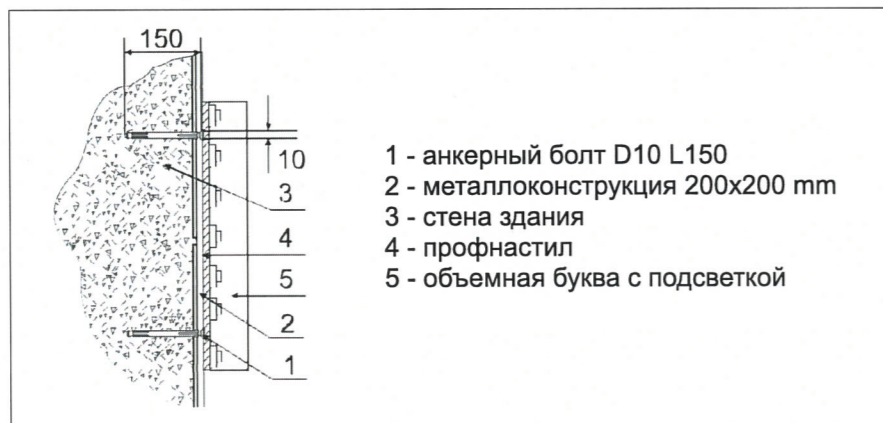 150
10
3
4
5
2
1
1 - анкерный болт D10 L150
2 - металлоконструкция 200x200 mm
3 - стена здания
4 - профнастил
5 - объемная буква с подсветкой